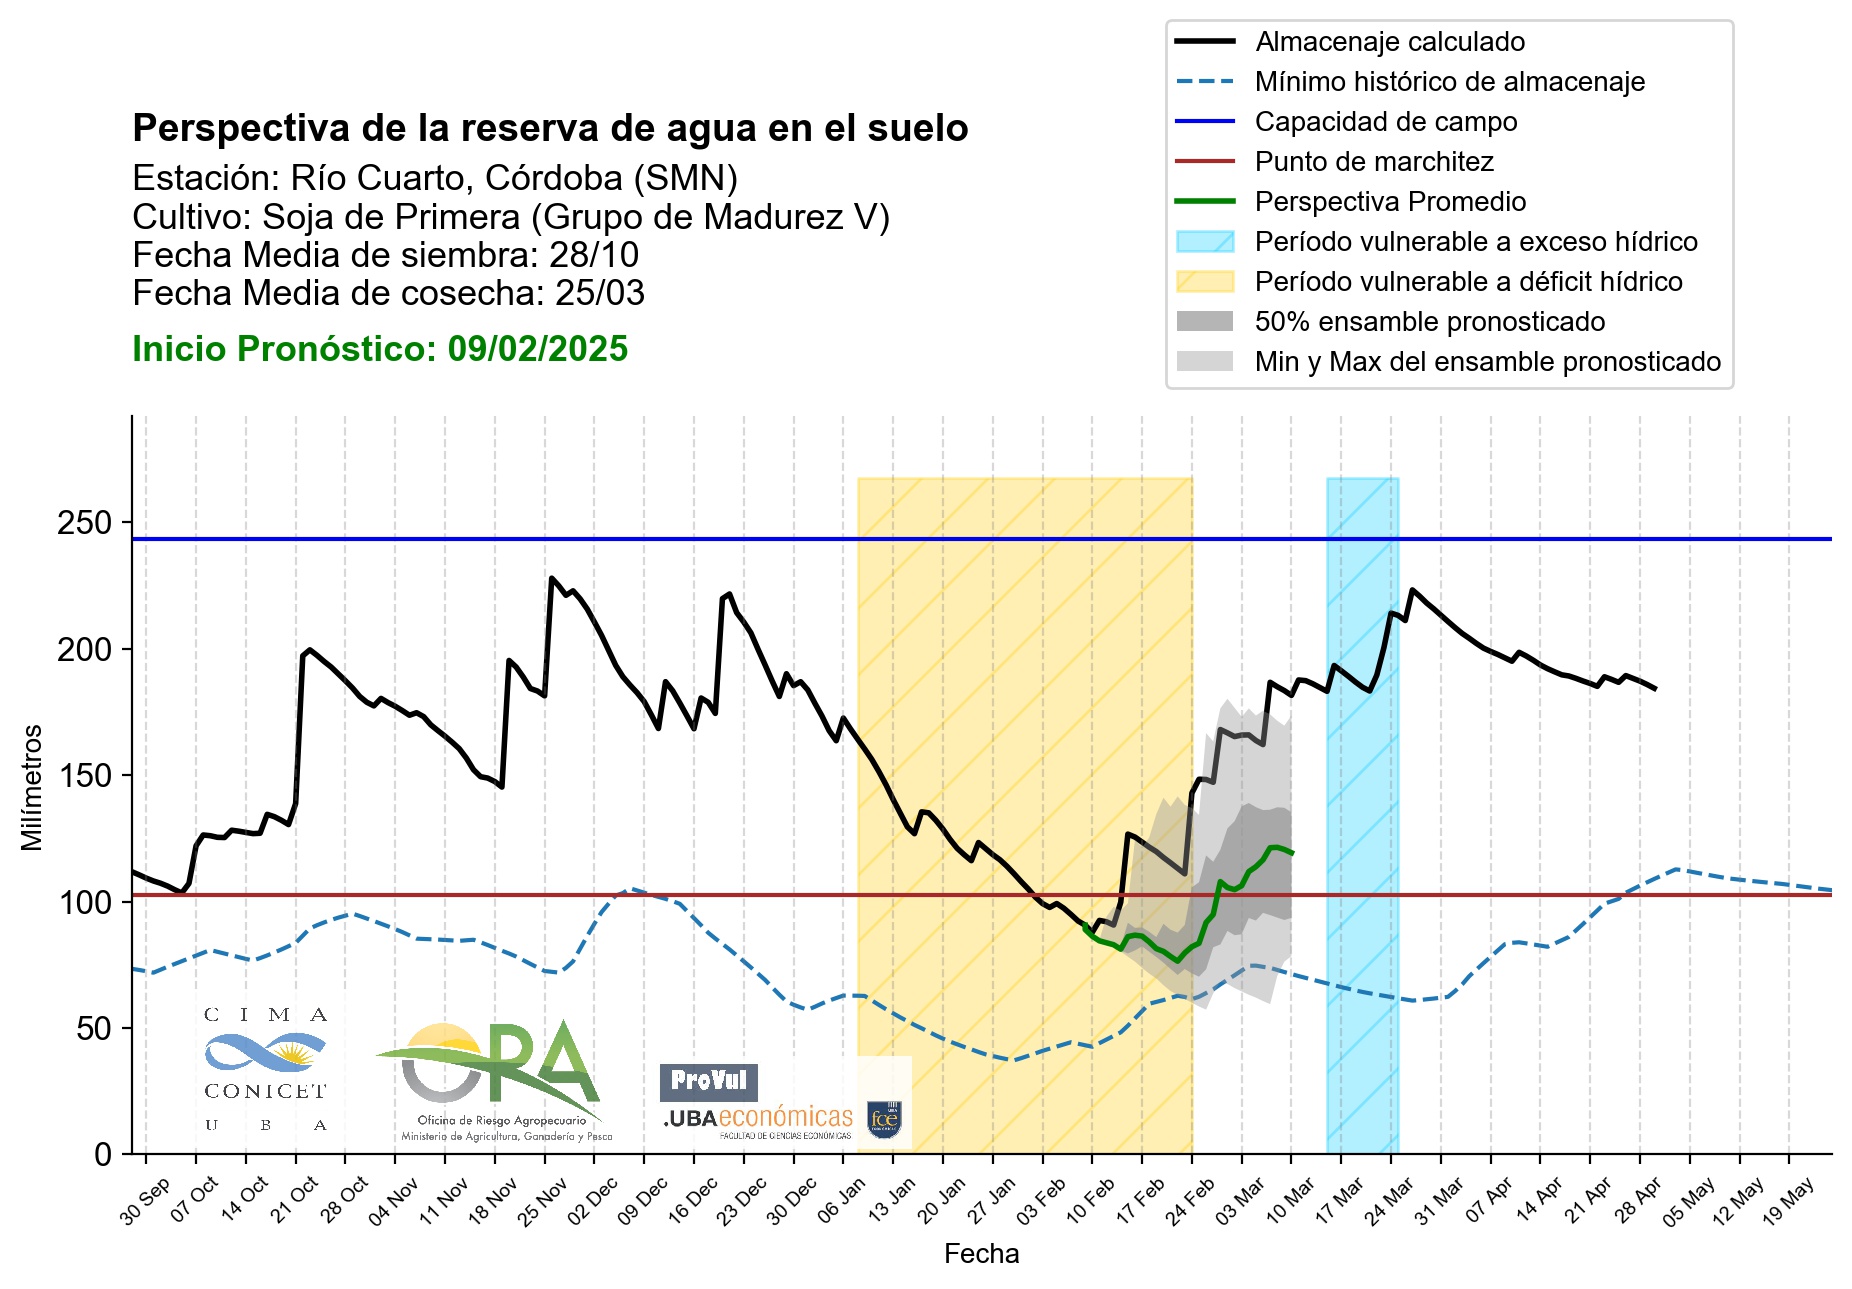 Almacenaje calculado
Mínimo histórico de almacenaje
Capacidad de campo
Punto de marchitez
Perspectiva Promedio
Período vulnerable a exceso hídrico
Período vulnerable a déficit hídrico
50% ensamble pronosticado
Min y Max del ensamble pronosticado
Perspectiva de la reserva de agua en el suelo
Estación: Río Cuarto, Córdoba (SMN)
Cultivo: Soja de Primera (Grupo de Madurez V)
Fecha Media de siembra: 28/10
Fecha Media de cosecha: 25/03
Inicio Pronóstico: 09/02/2025
Milímetros
250
200
150
100
50
0
CIMA
CONICET
UBA
ORA
Oficina de Riesgo Agropecuario
Ministerio de Agricultura, Ganadería y Pesca
ProVul
.UBAeconómicas
FACULTAD DE CIENCIAS ECONÓMICAS
UBA
fce
ECONÓMICAS
30 Sep
07 Oct
14 Oct
21 Oct
28 Oct
04 Nov
11 Nov
18 Nov
25 Nov
02 Dec
09 Dec
16 Dec
23 Dec
30 Dec
06 Jan
13 Jan
20 Jan
27 Jan
03 Feb
10 Feb
17 Feb
24 Feb
03 Mar
10 Mar
17 Mar
24 Mar
31 Mar
07 Apr
14 Apr
21 Apr
28 Apr
05 May
12 May
19 May
Fecha